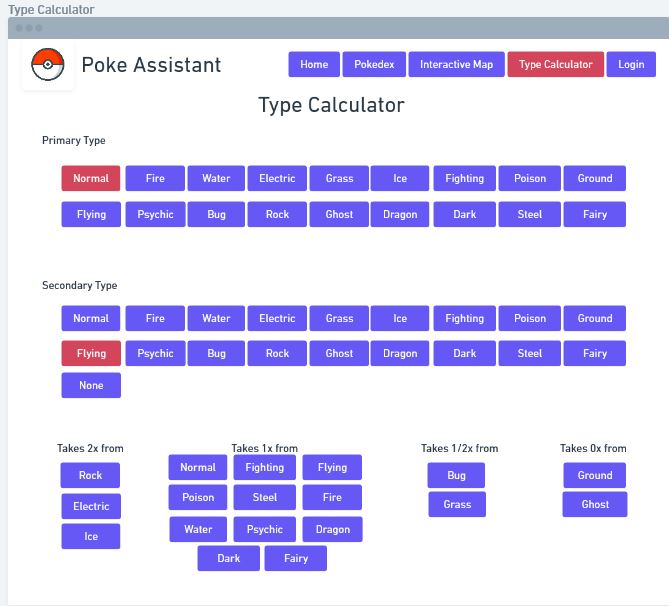 Type Calculator
Poke Assistant
Home Pokedex Interactive Map Type Calculator Login
Type Calculator
Primary Type
Normal Fire Water Electric Grass Ice Fighting Poison Ground
Flying Psychic Bug Rock Ghost Dragon Dark Steel Fairy
Secondary Type
Normal Fire Water Electric Grass Ice Fighting Poison Ground
Flying Psychic Bug Rock Ghost Dragon Dark Steel Fairy
None
Takes 2x from
Rock
Electric
Ice
Takes 1x from
Normal Fighting Flying
Poison Steel Fire
Water Psychic Dragon
Dark Fairy
Takes 1/2x from
Bug
Grass
Takes 0x from
Ground
Ghost